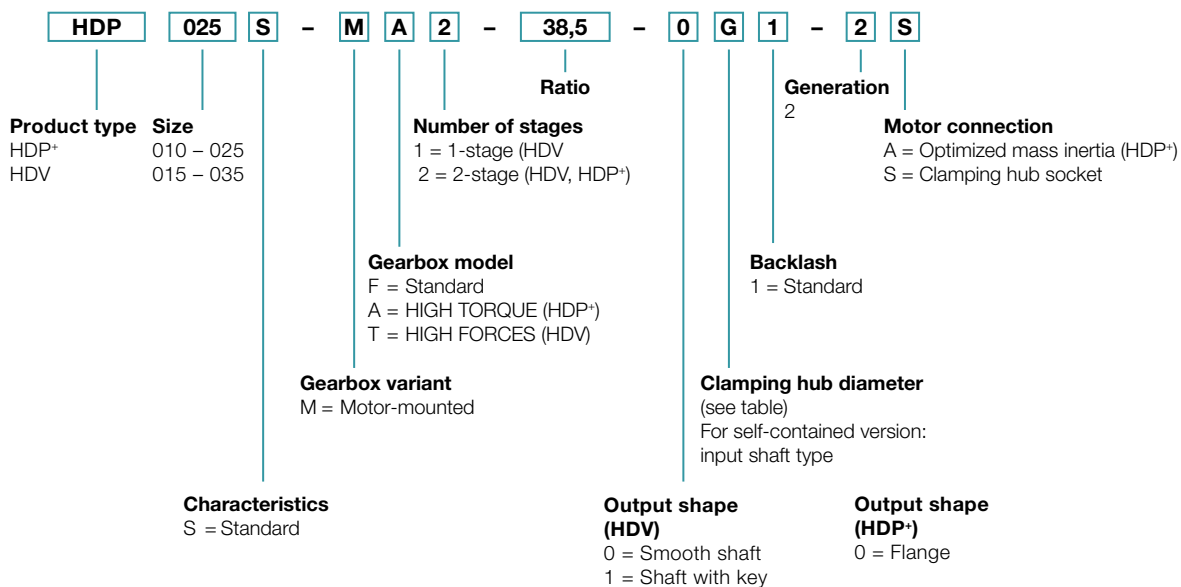 HDP 025 S – M A 2 – 38,5 – 0 G 1 – 2 S
Product type
HDP⁺
HDV
Size
010 – 025
015 – 035
Ratio
Number of stages
1 = 1-stage (HDV
2 = 2-stage (HDV, HDP⁺)
Generation
2
Motor connection
A = Optimized mass inertia (HDP⁺)
S = Clamping hub socket
Gearbox model
F = Standard
A = HIGH TORQUE (HDP⁺)
T = HIGH FORCES (HDV)
Backlash
1 = Standard
Gearbox variant
M = Motor-mounted
Clamping hub diameter
(see table)
For self-contained version:
input shaft type
Characteristics
S = Standard
Output shape
(HDV)
0 = Smooth shaft
1 = Shaft with key
Output shape
(HDP⁺)
0 = Flange